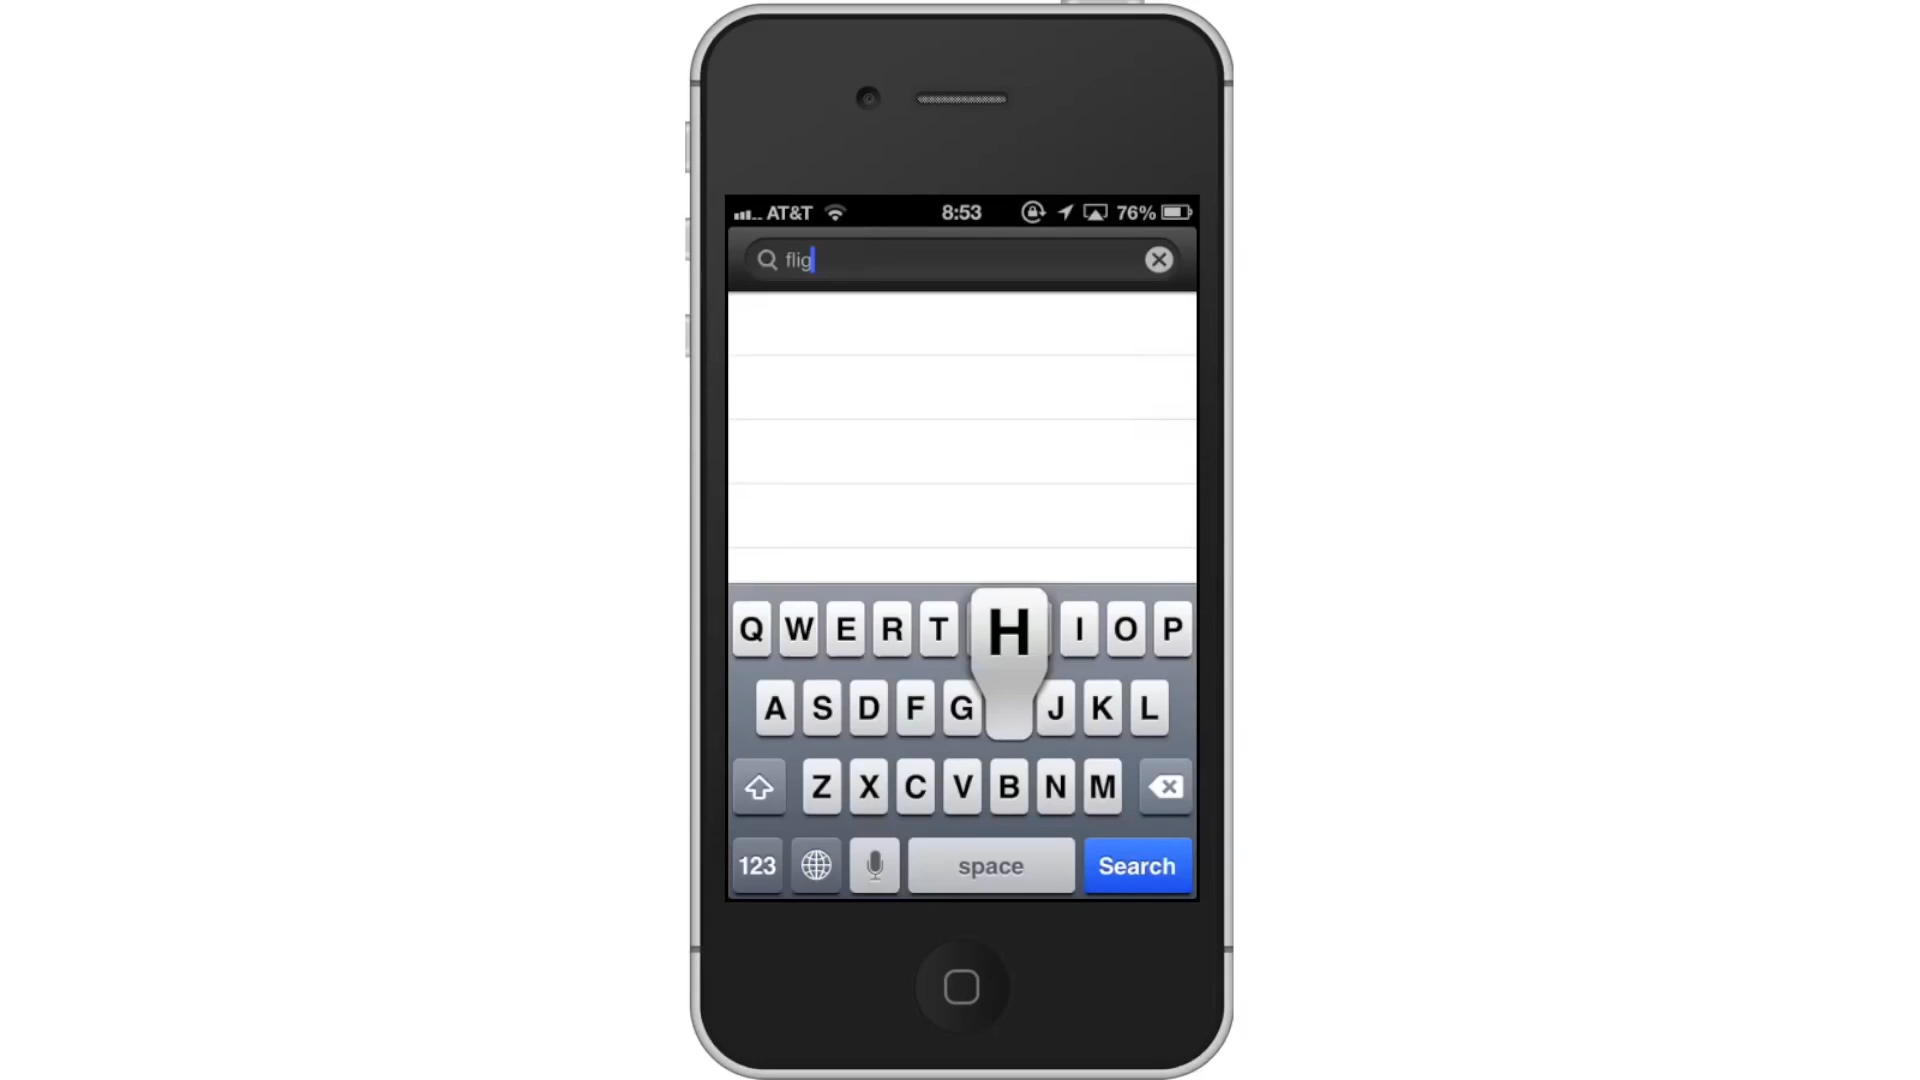 AT&T 8:53 76%
flig
Q W E R T H I O P
A S D F G J K L
Z X C V B N M
123 space Search